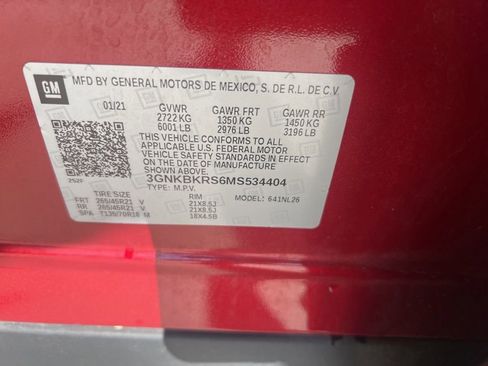 GM
MFD BY GENERAL MOTORS DE MEXICO, S. DE R.L. DE C.V.
01/21 GVWR GAWR FRT GAWR RR
2722 KG 1350 KG 1450 KG
6001 LB 2976 LB 3196 LB
THIS VEHICLE CONFORMS TO ALL
APPLICABLE U.S. FEDERAL MOTOR
VEHICLE SAFETY STANDARDS IN EFFECT
ON THE DATE OF MANUFACTURE
SHOWN ABOVE.
3GNKBKRS6MS534404
TYPE: M.P.V. MODEL: 641NL26
TIRE SIZE RIM
FRT 265/45R21 V 21X8.5J
RR 265/45R21 V 21X8.5J
SPA T135/70R18 M 18X4.5B